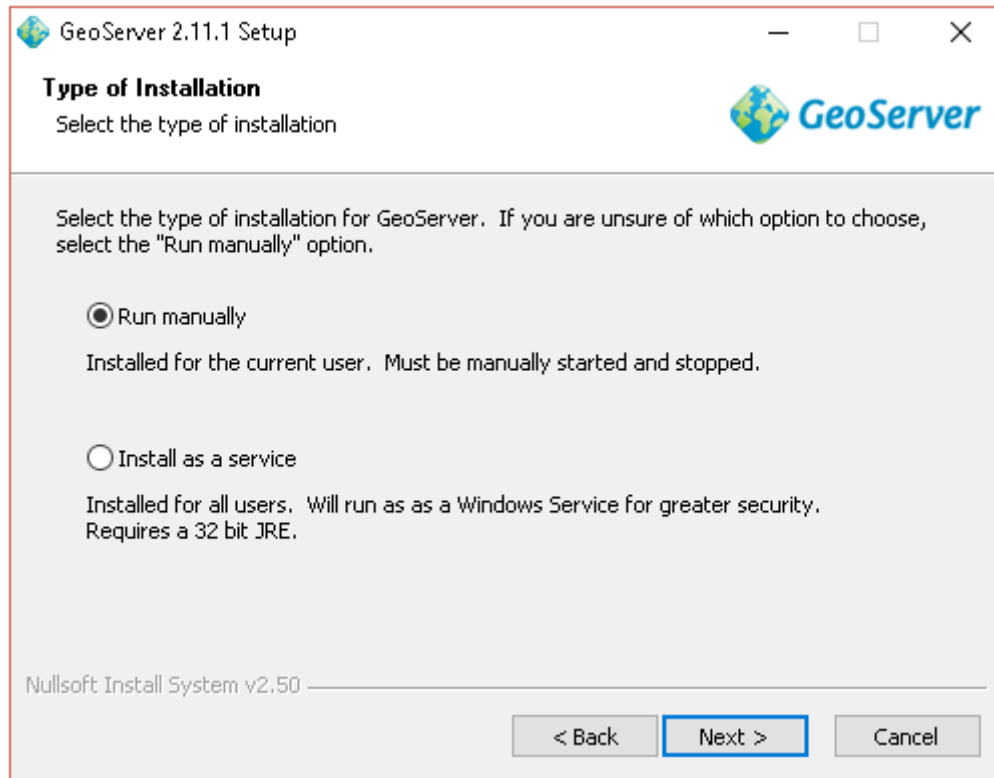 GeoServer 2.11.1 Setup
Type of Installation
Select the type of installation
GeoServer
Select the type of installation for GeoServer.  If you are unsure of which option to choose,
select the "Run manually" option.
Run manually
Installed for the current user.  Must be manually started and stopped.
Install as a service
Installed for all users.  Will run as as a Windows Service for greater security.
Requires a 32 bit JRE.
Nullsoft Install System v2.50
< Back
Next >
Cancel